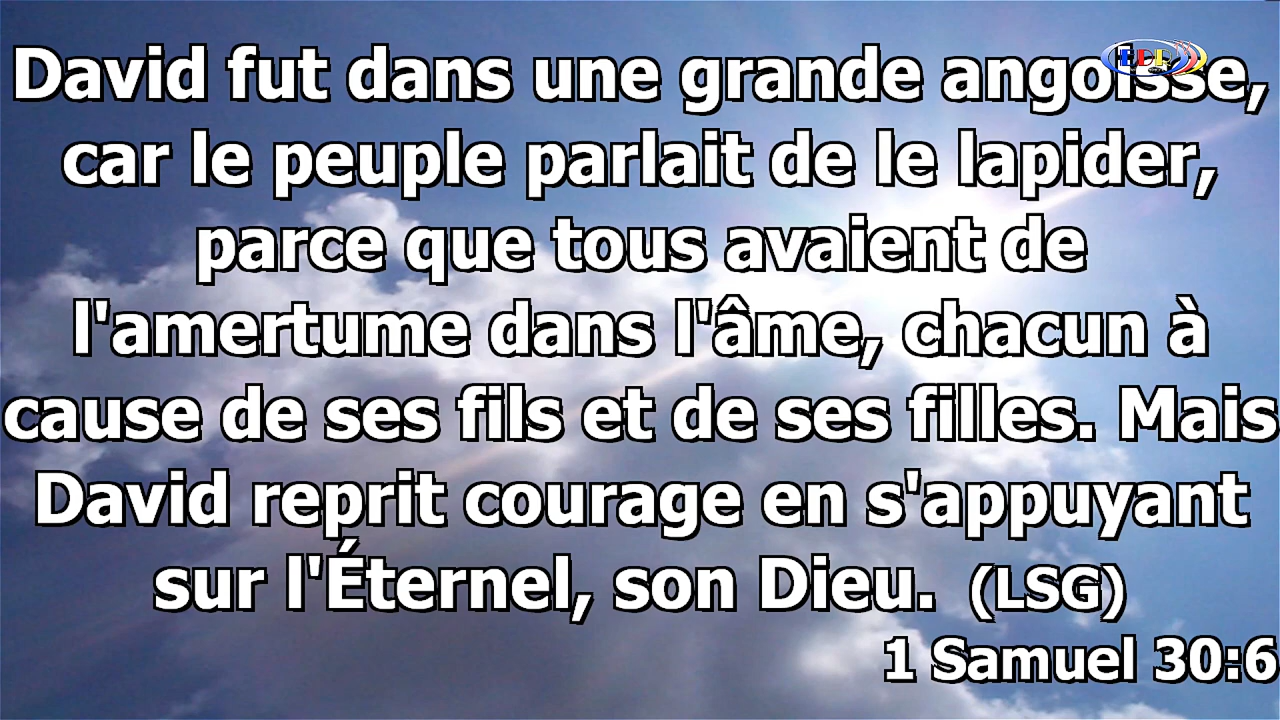 David fut dans une grande angoisse,
car le peuple parlait de le lapider,
parce que tous avaient de
l'amertume dans l'âme, chacun à
cause de ses fils et de ses filles. Mais
David reprit courage en s'appuyant
sur l'Éternel, son Dieu. (LSG)
1 Samuel 30:6